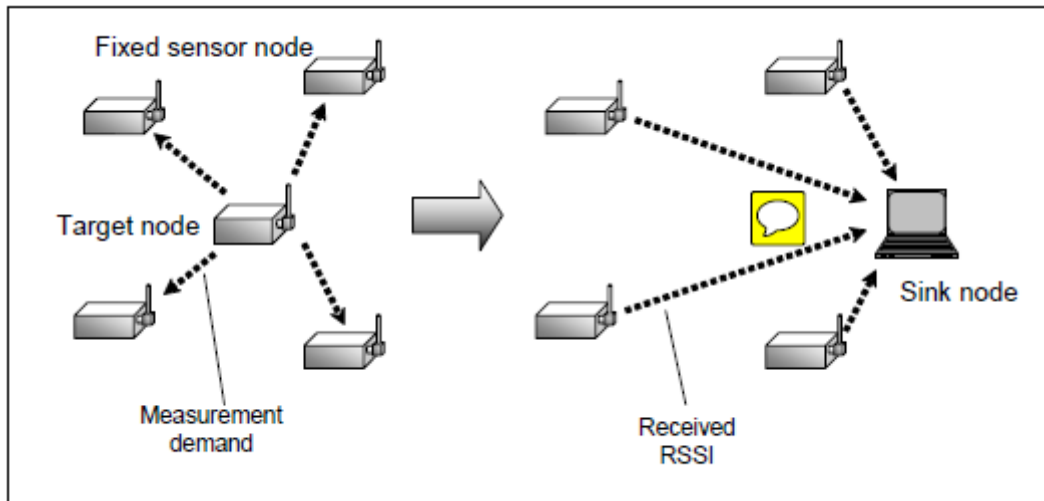 Fixed sensor node
Target node
Measurement
demand
Sink node
Received
RSSI